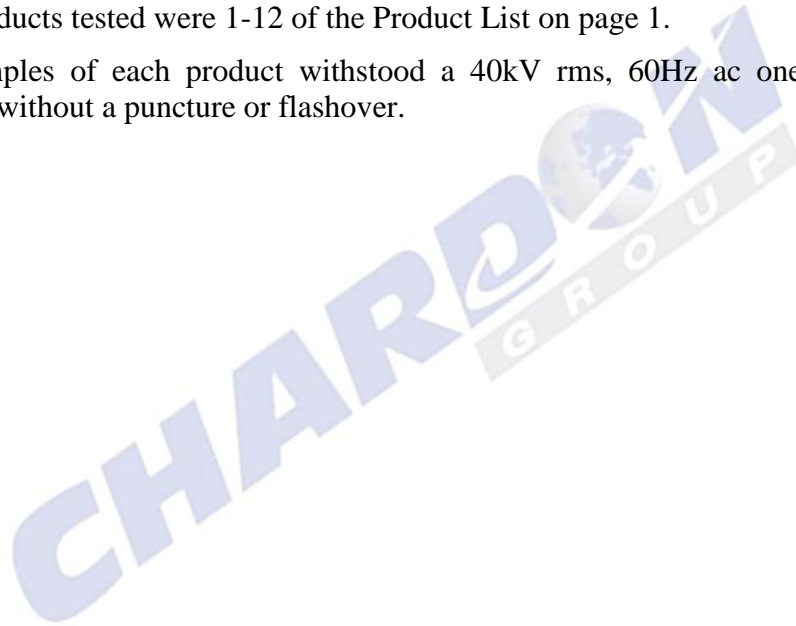 ducts tested were 1-12 of the Product List on page 1.
ples of each product withstood a 40kV rms, 60Hz ac one
without a puncture or flashover.
CHARDON
GROUP